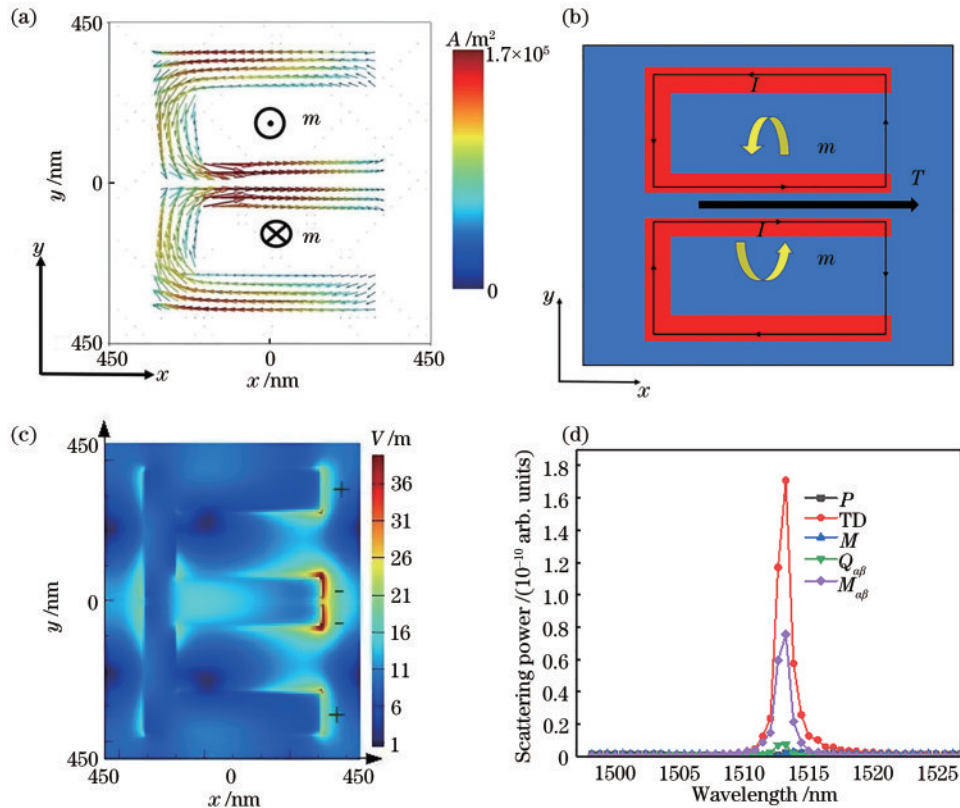 (a)
450
A /m²
1.7×10⁵
m
y /nm
0
m
0
y
450
450
0
450
x
x /nm
(b)
I
m
T
I
m
y
x
(c)
450
V /m
36
31
26
21
16
11
6
1
+
y /nm
0
-
-
+
450
450
0
450
x /nm
(d)
Scattering power /(10⁻¹⁰ arb. units)
1.8
1.6
1.4
1.2
1.0
0.8
0.6
0.4
0.2
0
P
TD
M
Qαβ
Mαβ
1500
1505
1510
1515
1520
1525
Wavelength /nm